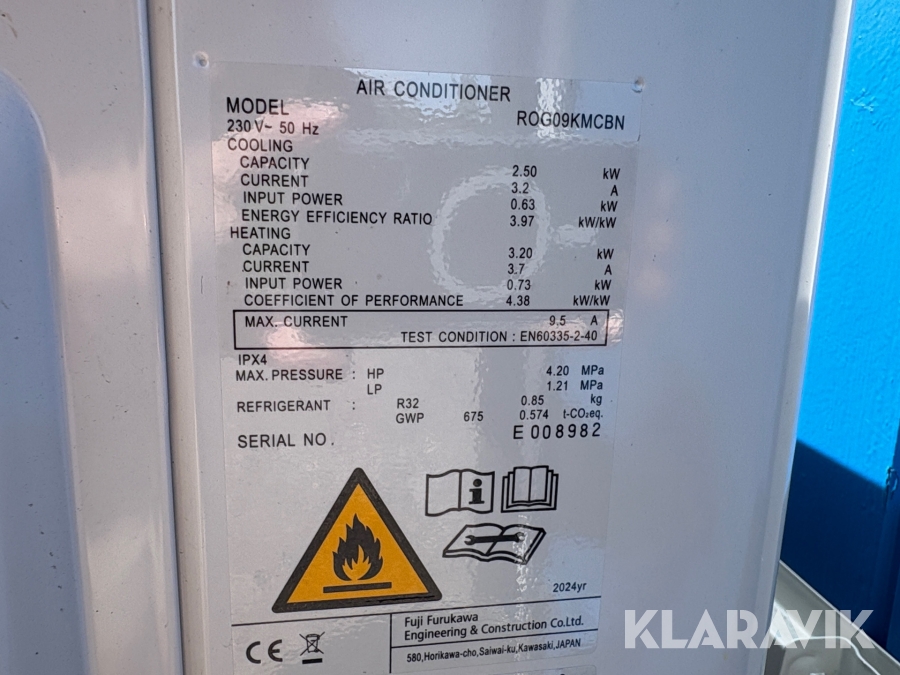 AIR CONDITIONER
MODEL ROG09KMCBN
230 V~ 50 Hz
COOLING
CAPACITY 2.50 kW
CURRENT 3.2 A
INPUT POWER 0.63 kW
ENERGY EFFICIENCY RATIO 3.97 kW/kW
HEATING
CAPACITY 3.20 kW
CURRENT 3.7 A
INPUT POWER 0.73 kW
COEFFICIENT OF PERFORMANCE 4.38 kW/kW
MAX. CURRENT 9.5 A
TEST CONDITION : EN60335-2-40
IPX4
MAX. PRESSURE : HP 4.20 MPa
LP 1.21 MPa
REFRIGERANT : R32 0.85 kg
GWP 675 0.574 t-CO₂eq.
SERIAL NO. E 008982
2024yr
Fuji Furukawa
Engineering & Construction Co.Ltd.
580,Horikawa-cho,Saiwai-ku,Kawasaki,JAPAN
CE
KLARAVIK